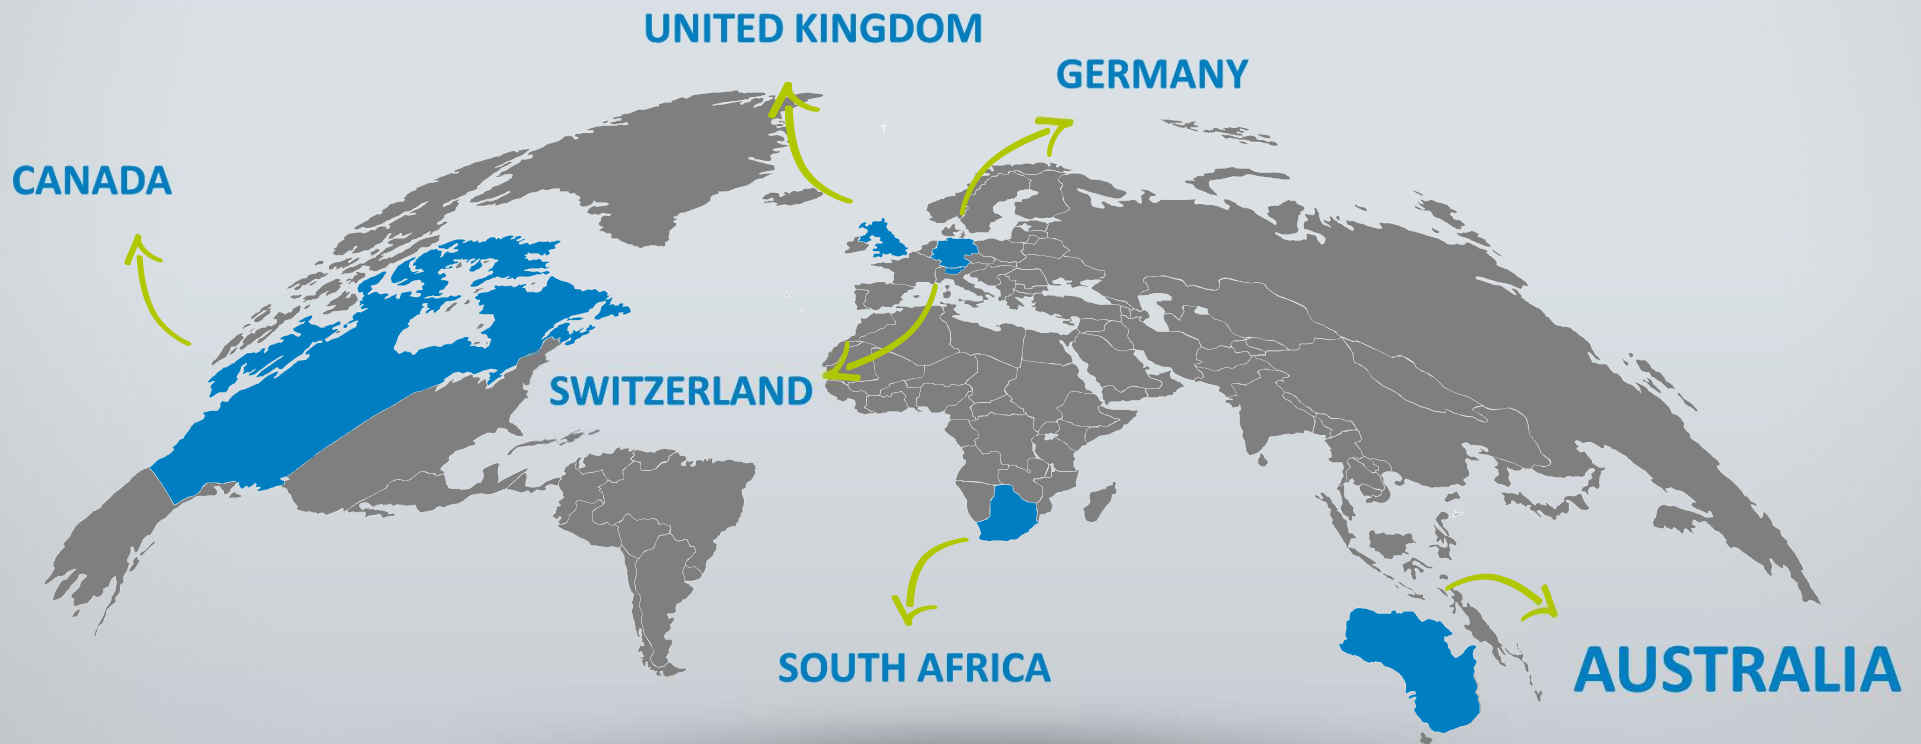 UNITED KINGDOM
GERMANY
CANADA
SWITZERLAND
SOUTH AFRICA
AUSTRALIA